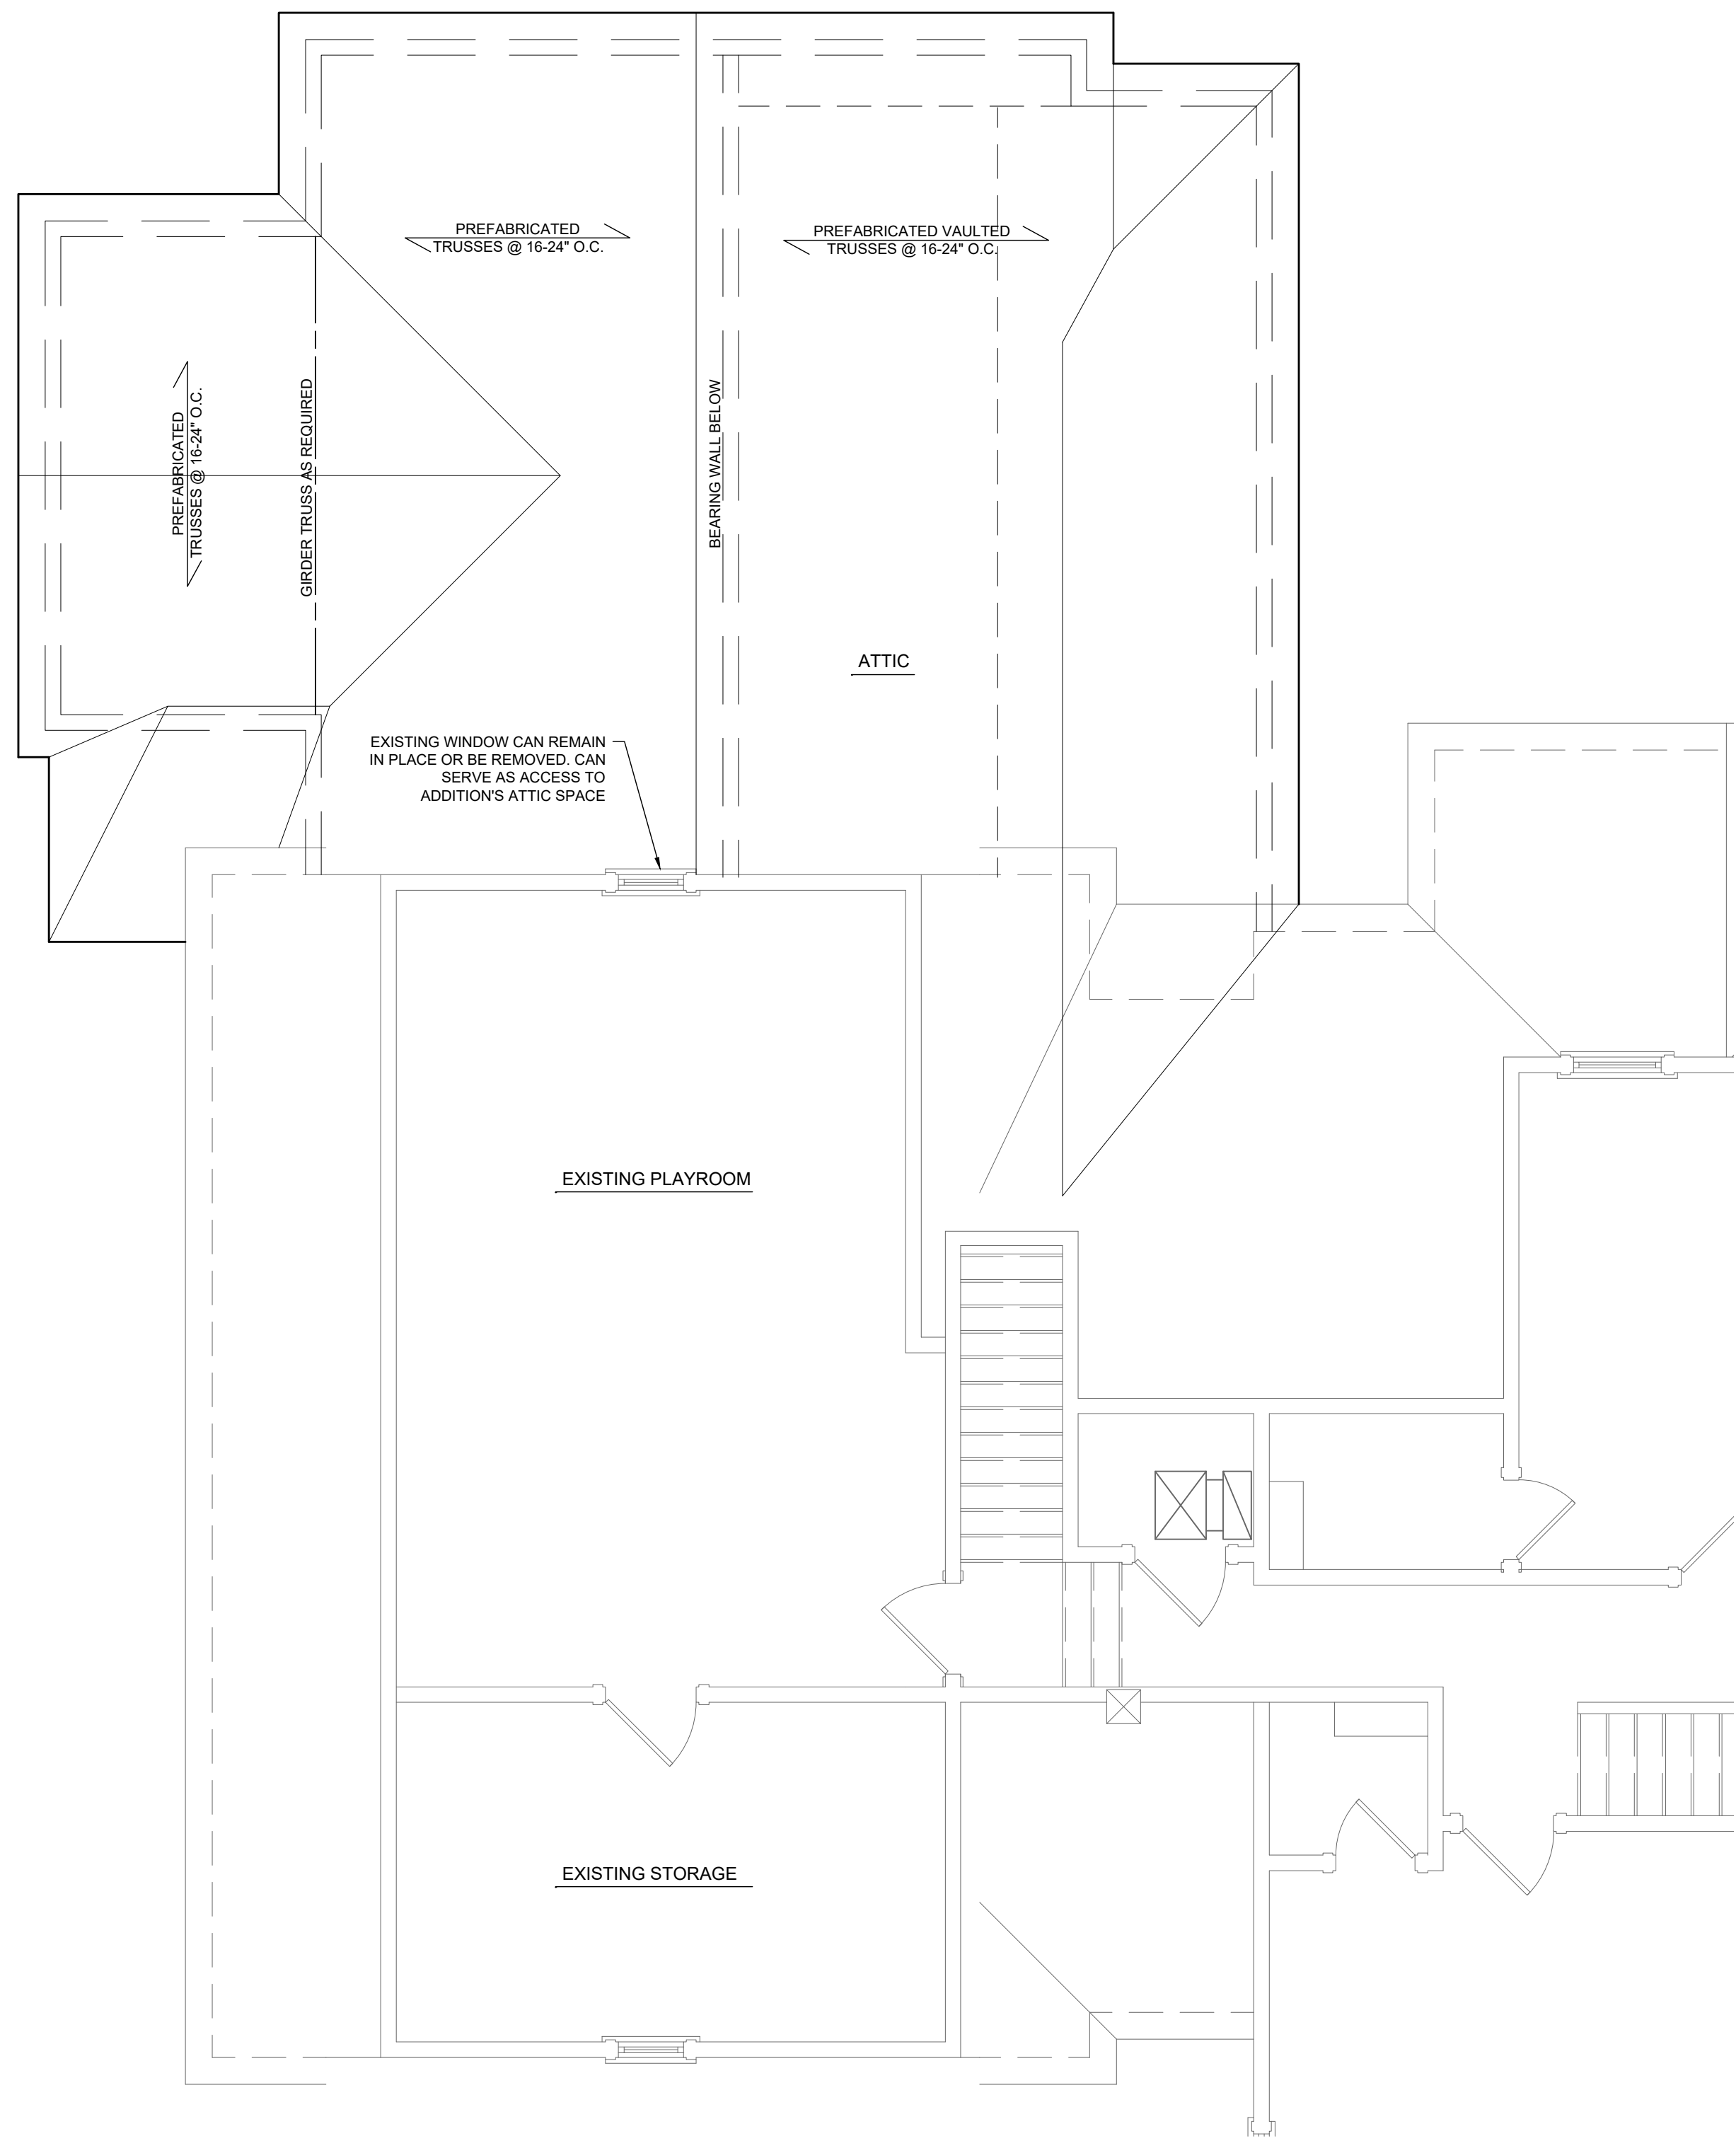 PREFABRICATED
TRUSSES @ 16-24" O.C.
PREFABRICATED VAULTED
TRUSSES @ 16-24" O.C.
PREFABRICATED
TRUSSES @ 16-24" O.C.
GIRDER TRUSS AS REQUIRED
BEARING WALL BELOW
ATTIC
EXISTING WINDOW CAN REMAIN
IN PLACE OR BE REMOVED. CAN
SERVE AS ACCESS TO
ADDITION'S ATTIC SPACE
EXISTING PLAYROOM
EXISTING STORAGE